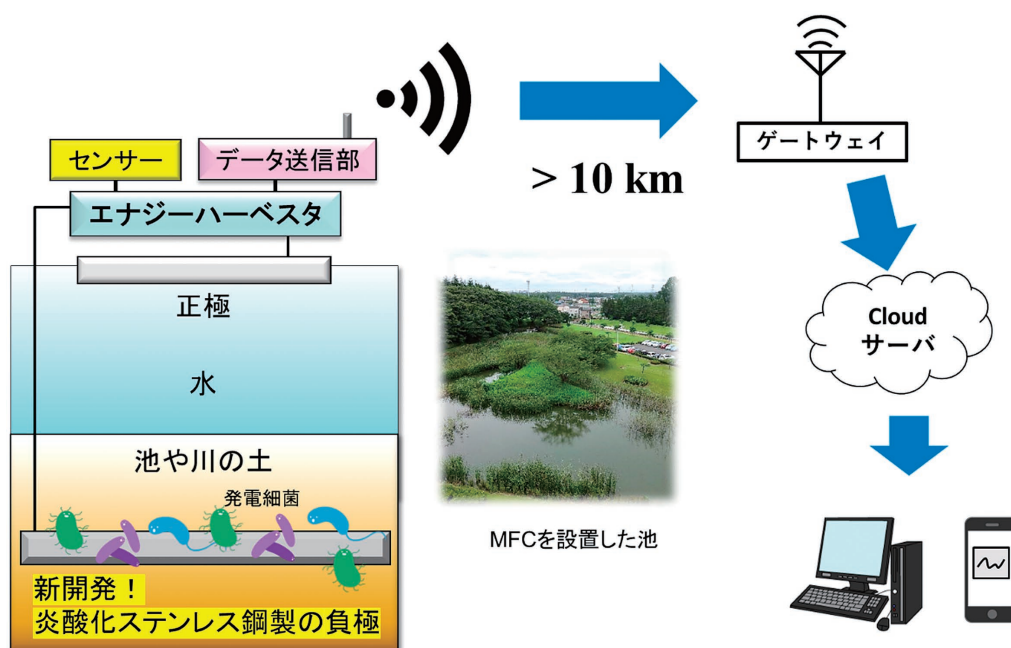 センサー
データ送信部
エナジーハーベスタ
正極
水
池や川の土
発電細菌
新開発！
炎酸化ステンレス鋼製の負極
> 10 km
MFCを設置した池
ゲートウェイ
Cloud
サーバ